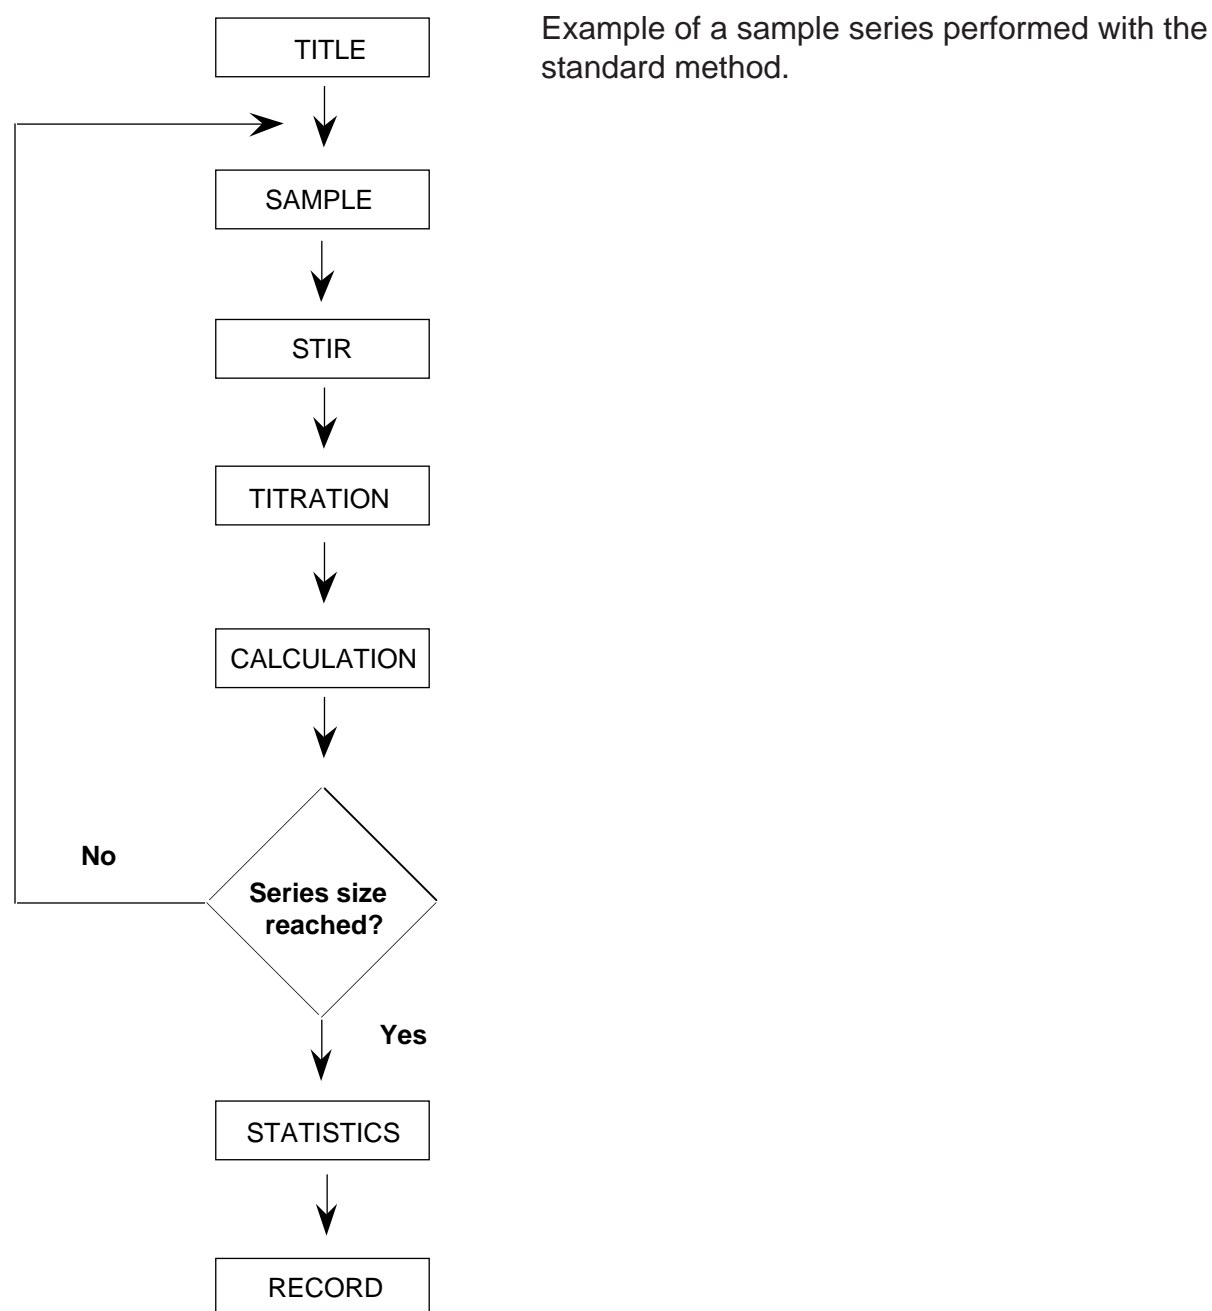 TITLE
Example of a sample series performed with the
standard method.
SAMPLE
STIR
TITRATION
CALCULATION
No
Series size
reached?
Yes
STATISTICS
RECORD